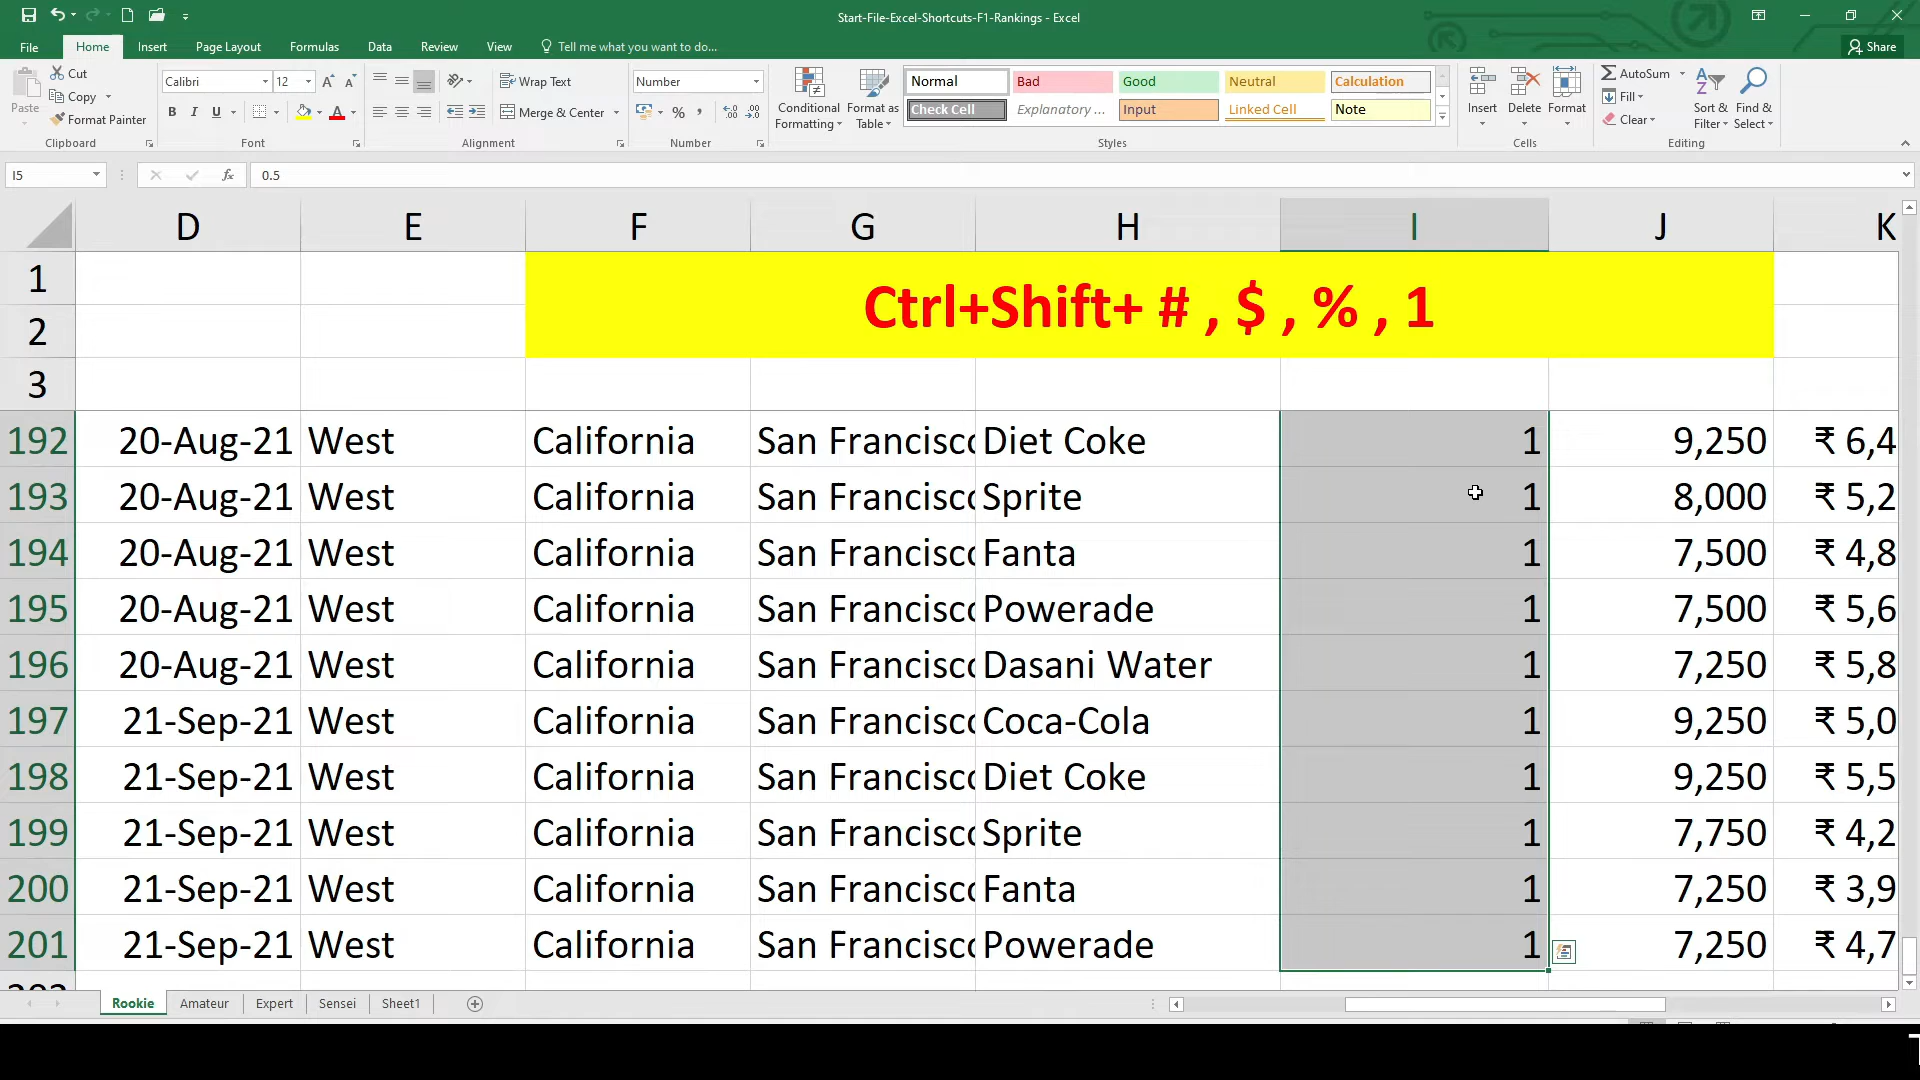 Start-File-Excel-Shortcuts-F1-Rankings - Excel
File Home Insert Page Layout Formulas Data Review View Tell me what you want to do... Share
Paste Cut Copy Format Painter Clipboard
Calibri 12 B I U Font
Wrap Text Merge & Center Alignment
Number % Number
Conditional Formatting Format as Table
Normal Bad Good Neutral Calculation
Check Cell Explanatory ... Input Linked Cell Note
Styles
Insert Delete Format Cells
AutoSum Fill Clear Sort & Filter Find & Select Editing
I5 fx 0.5
D E F G H I J K
1 Ctrl+Shift+ # , $ , % , 1
2
3
192 20-Aug-21 West California San Francisco Diet Coke 1 9,250 ₹ 6,4
193 20-Aug-21 West California San Francisco Sprite 1 8,000 ₹ 5,2
194 20-Aug-21 West California San Francisco Fanta 1 7,500 ₹ 4,8
195 20-Aug-21 West California San Francisco Powerade 1 7,500 ₹ 5,6
196 20-Aug-21 West California San Francisco Dasani Water 1 7,250 ₹ 5,8
197 21-Sep-21 West California San Francisco Coca-Cola 1 9,250 ₹ 5,0
198 21-Sep-21 West California San Francisco Diet Coke 1 9,250 ₹ 5,5
199 21-Sep-21 West California San Francisco Sprite 1 7,750 ₹ 4,2
200 21-Sep-21 West California San Francisco Fanta 1 7,250 ₹ 3,9
201 21-Sep-21 West California San Francisco Powerade 1 7,250 ₹ 4,7
Rookie Amateur Expert Sensei Sheet1